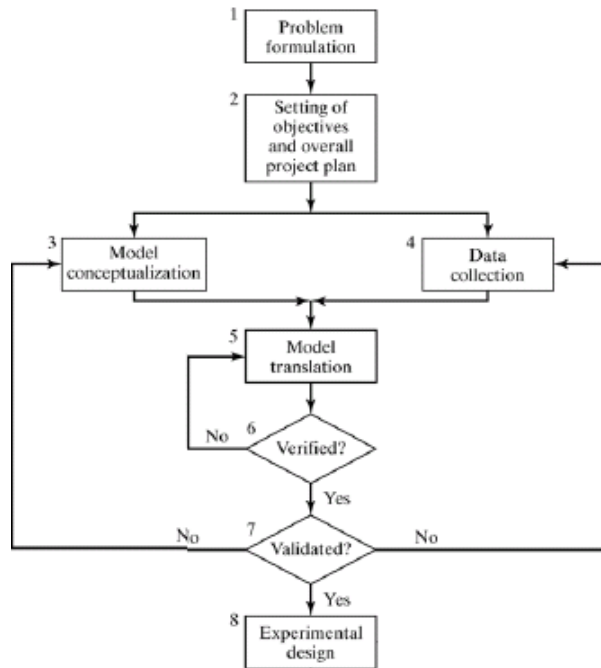 1
Problem
formulation
2
Setting of
objectives
and overall
project plan
3
Model
conceptualization
4
Data
collection
5
Model
translation
6
No
Verified?
Yes
No
7
Validated?
No
Yes
8
Experimental
design